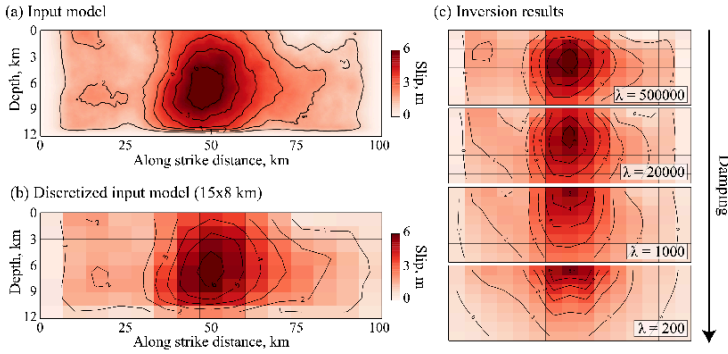 (a) Input model
0
3
6
9
12
Depth, km
0
25
50
75
100
Along strike distance, km
6
3
0
Slip, m
(b) Discretized input model (15x8 km)
0
3
6
9
12
Depth, km
0
25
50
75
100
Along strike distance, km
6
3
0
Slip, m
(c) Inversion results
λ = 500000
λ = 20000
λ = 1000
λ = 200
Damping